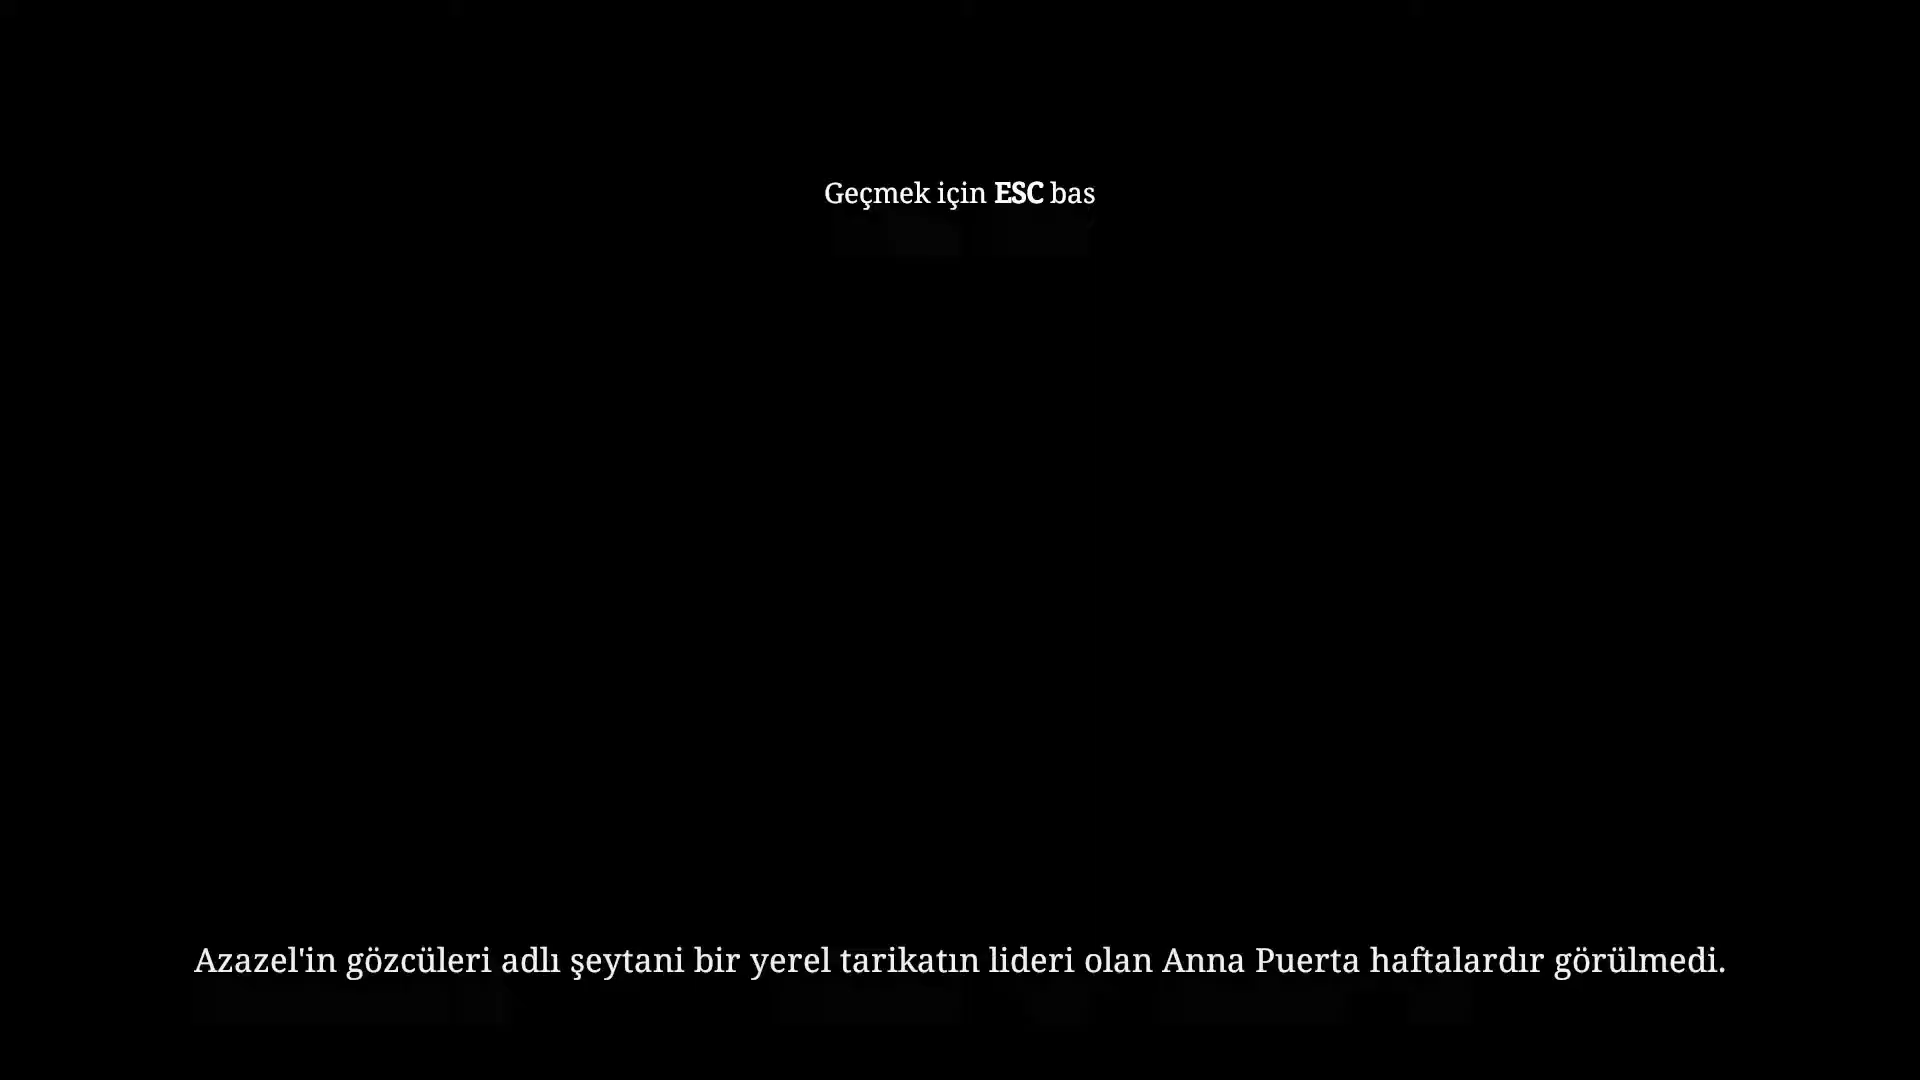 Geçmek için ESC bas
Azazel'in gözcüleri adlı şeytani bir yerel tarikatın lideri olan Anna Puerta haftalardır görülmedi.